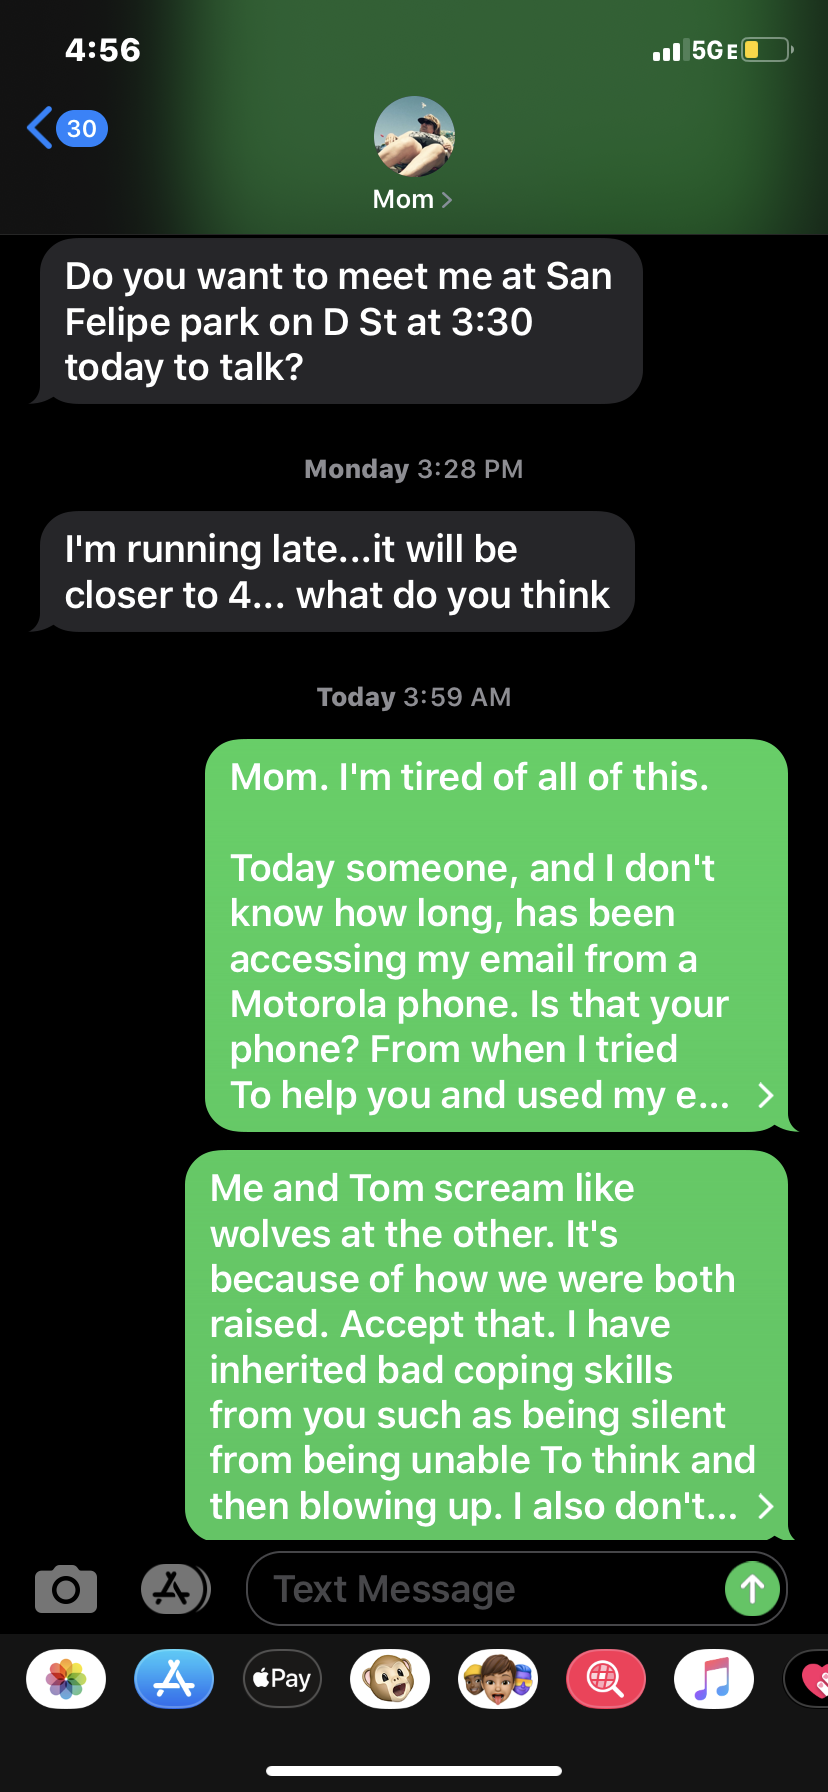 4:56
5GE
30
Mom
Do you want to meet me at San
Felipe park on D St at 3:30
today to talk?
Monday 3:28 PM
I'm running late...it will be
closer to 4... what do you think
Today 3:59 AM
Mom. I'm tired of all of this.
Today someone, and I don't
know how long, has been
accessing my email from a
Motorola phone. Is that your
phone? From when I tried
To help you and used my e...
Me and Tom scream like
wolves at the other. It's
because of how we were both
raised. Accept that. I have
inherited bad coping skills
from you such as being silent
from being unable To think and
then blowing up. I also don't...
Text Message
Pay